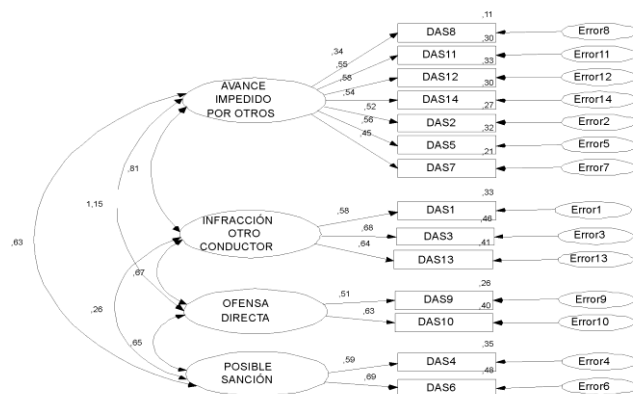 ,11
,34
DAS8
Error8
,30
,55
DAS11
Error11
,33
,58
DAS12
Error12
,30
,54
DAS14
Error14
,27
,52
DAS2
Error2
,32
,56
DAS5
Error5
,21
,45
DAS7
Error7
AVANCE
IMPEDIDO
POR OTROS
,81
1,15
,63
,33
,58
DAS1
Error1
,46
,68
DAS3
Error3
,41
,64
DAS13
Error13
INFRACCIÓN
OTRO
CONDUCTOR
,67
,26
,26
,51
DAS9
Error9
,40
,63
DAS10
Error10
OFENSA
DIRECTA
,65
,35
,59
DAS4
Error4
,48
,69
DAS6
Error6
POSIBLE
SANCIÓN